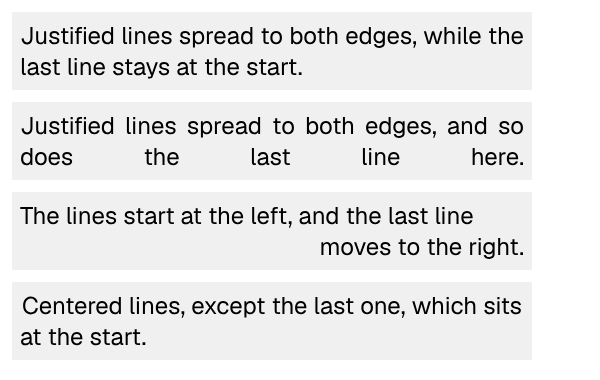 Justified lines spread to both edges, while the
last line stays at the start.
Justified lines spread to both edges, and so
does the last line here.
The lines start at the left, and the last line
moves to the right.
Centered lines, except the last one, which sits
at the start.